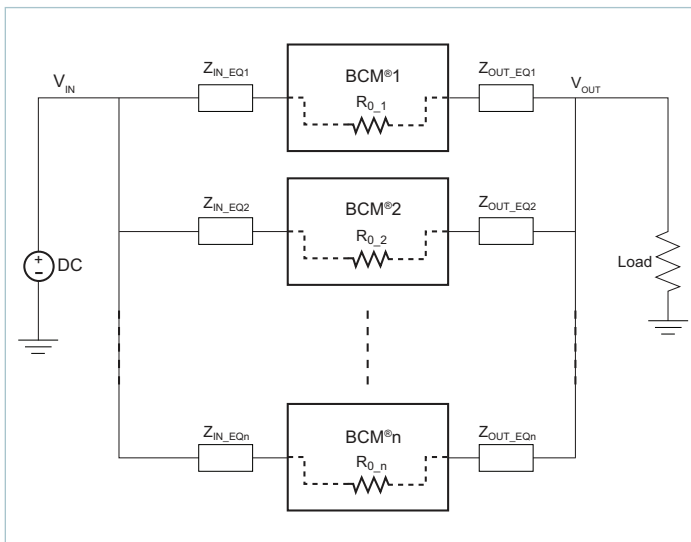 Z_IN_EQ1
BCM®1
Z_OUT_EQ1
V_IN
R_0_1
V_OUT
Z_IN_EQ2
BCM®2
Z_OUT_EQ2
R_0_2
+
DC
–
Load
Z_IN_EQn
BCM®n
Z_OUT_EQn
R_0_n